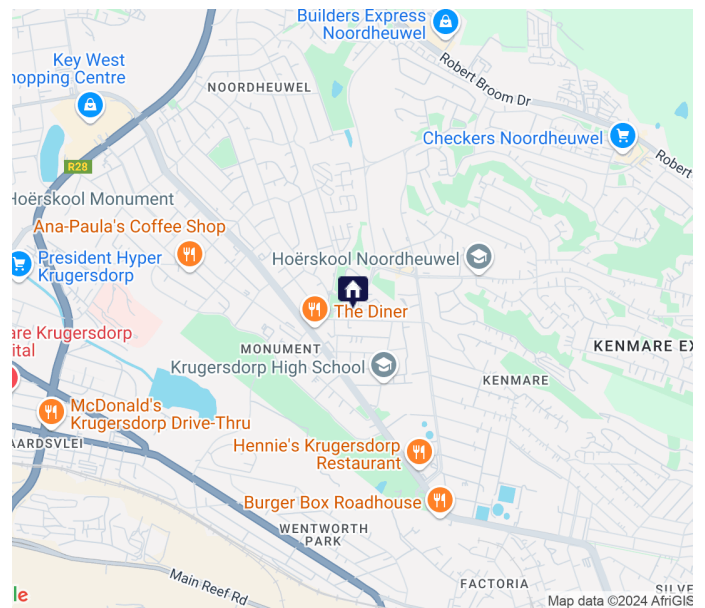 Builders Express
Noordheuwel
Key West
hopping Centre
Robert Broom Dr
NOORDHEUWEL
Checkers Noordheuwel
Robert
R28
Hoërskool Monument
Ana-Paula's Coffee Shop
President Hyper
Krugersdorp
Hoërskool Noordheuwel
The Diner
are Krugersdorp
ital
MONUMENT
KENMARE EX
Krugersdorp High School
KENMARE
McDonald's
Krugersdorp Drive-Thru
AARDSVLEI
Hennie's Krugersdorp
Restaurant
Burger Box Roadhouse
WENTWORTH
PARK
Main Reef Rd
FACTORIA
SILVE
le
Map data ©2024 AfriGIS